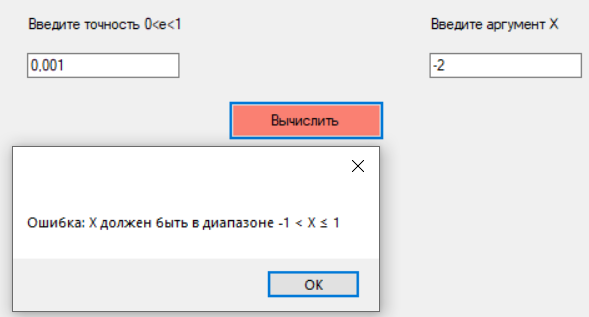 Введите точность 0<e<1
Введите аргумент X
0,001
-2
Вычислить
Ошибка: X должен быть в диапазоне -1 < X ≤ 1
OK